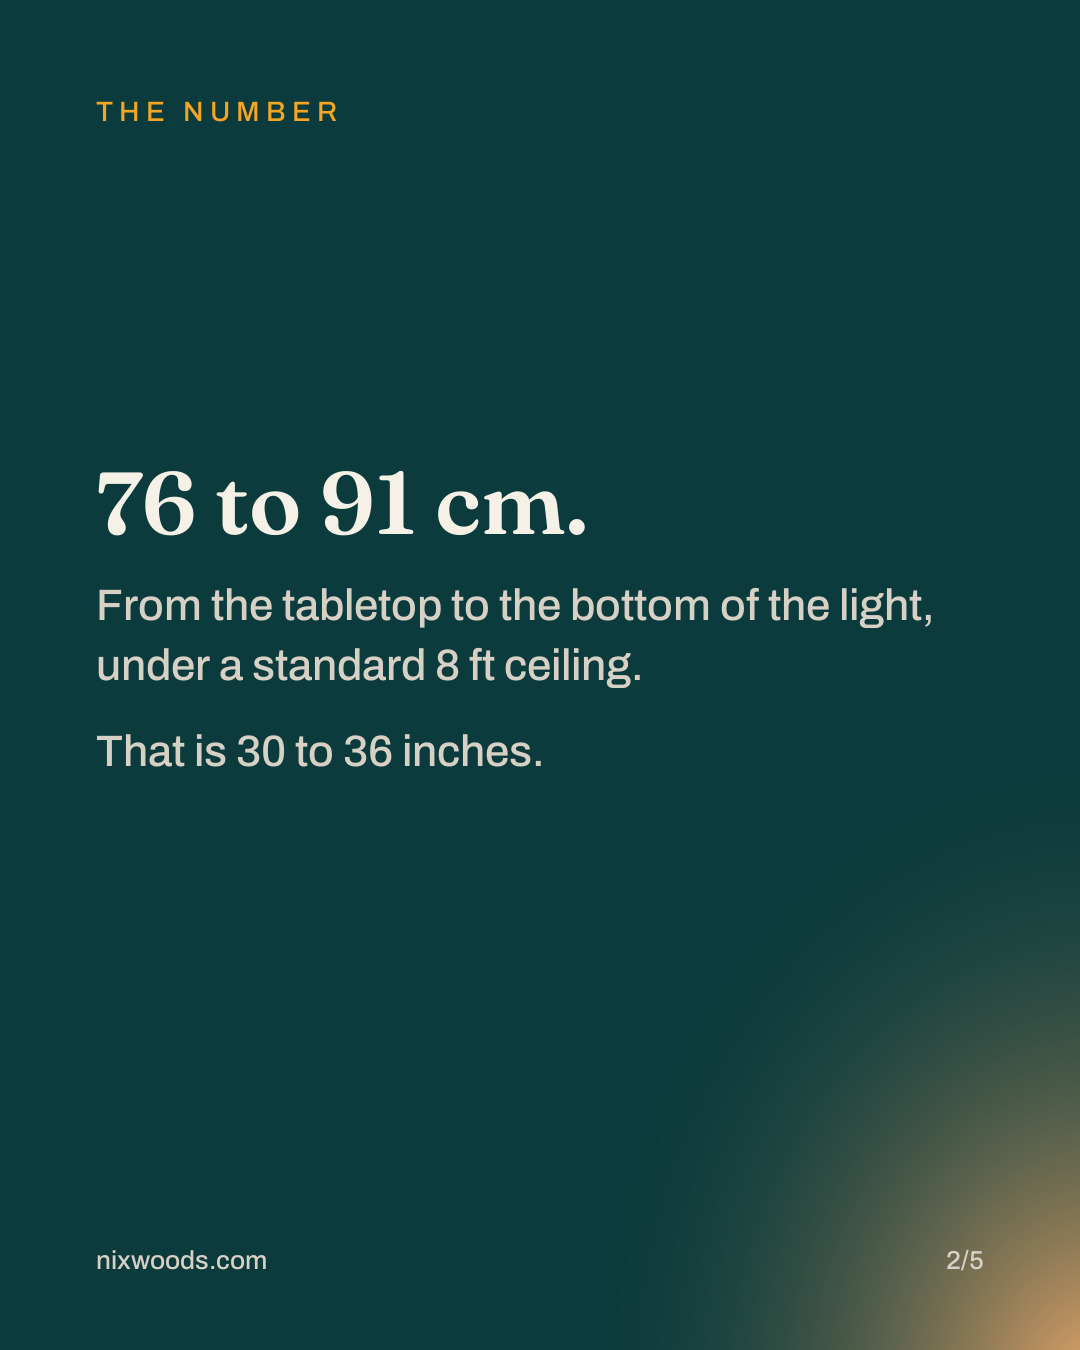 THE NUMBER
76 to 91 cm.
From the tabletop to the bottom of the light,
under a standard 8 ft ceiling.
That is 30 to 36 inches.
nixwoods.com
2/5